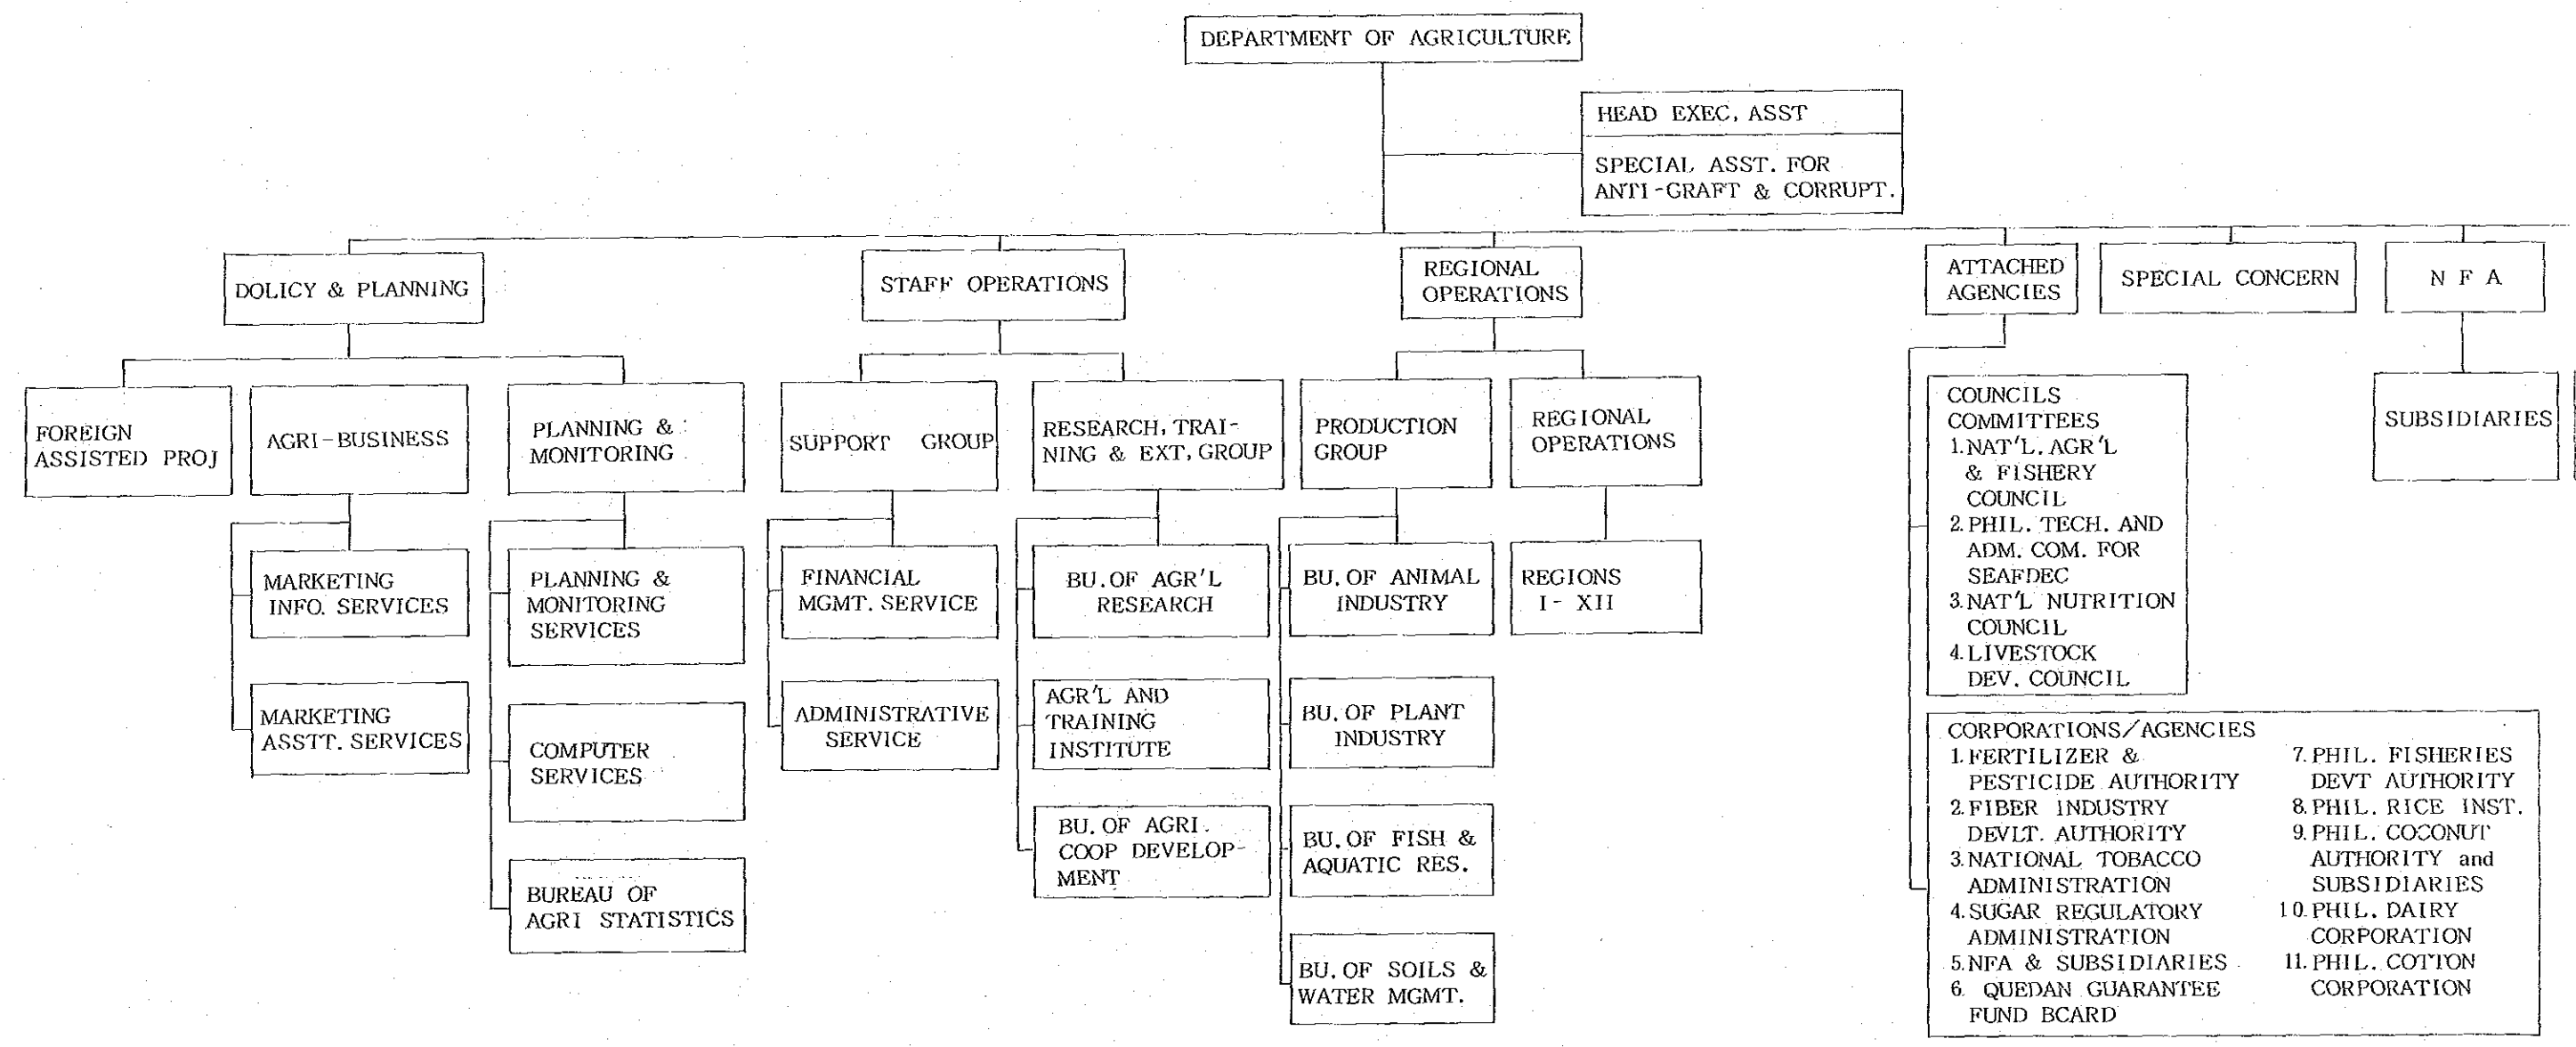 DEPARTMENT OF AGRICULTURE
HEAD EXEC, ASST
SPECIAL ASST. FOR
ANTI-GRAFT & CORRUPT.
DOLICY & PLANNING
STAFF OPERATIONS
REGIONAL
OPERATIONS
ATTACHED
AGENCIES
SPECIAL CONCERN
N F A
FOREIGN
ASSISTED PROJ
AGRI-BUSINESS
PLANNING &
MONITORING
SUPPORT GROUP
RESEARCH, TRAI-
NING & EXT, GROUP
PRODUCTION
GROUP
REGIONAL
OPERATIONS
SUBSIDIARIES
MARKETING
INFO. SERVICES
MARKETING
ASSTT. SERVICES
PLANNING &
MONITORING
SERVICES
COMPUTER
SERVICES
BUREAU OF
AGRI STATISTICS
FINANCIAL
MGMT. SERVICE
ADMINISTRATIVE
SERVICE
BU. OF AGR'L
RESEARCH
AGR'L AND
TRAINING
INSTITUTE
BU. OF AGRI.
COOP DEVELOP-
MENT
BU. OF ANIMAL
INDUSTRY
BU. OF PLANT
INDUSTRY
BU. OF FISH &
AQUATIC RES.
BU. OF SOILS &
WATER MGMT.
REGIONS
I- XII
COUNCILS
COMMITTEES
1. NAT'L. AGR'L
& FISHERY
COUNCIL
2. PHIL. TECH. AND
ADM. COM. FOR
SEAFDEC
3. NAT'L NUTRITION
COUNCIL
4. LIVESTOCK
DEV. COUNCIL
CORPORATIONS/AGENCIES
1. FERTILIZER &
PESTICIDE AUTHORITY
2. FIBER INDUSTRY
DEVLT. AUTHORITY
3. NATIONAL TOBACCO
ADMINISTRATION
4. SUGAR REGULATORY
ADMINISTRATION
5. NFA & SUBSIDIARIES
6. QUEDAN GUARANTEE
FUND BCARD
7. PHIL. FISHERIES
DEVT AUTHORITY
8. PHIL. RICE INST.
9. PHIL. COCONUT
AUTHORITY and
SUBSIDIARIES
10. PHIL. DAIRY
CORPORATION
11. PHIL. COTTON
CORPORATION